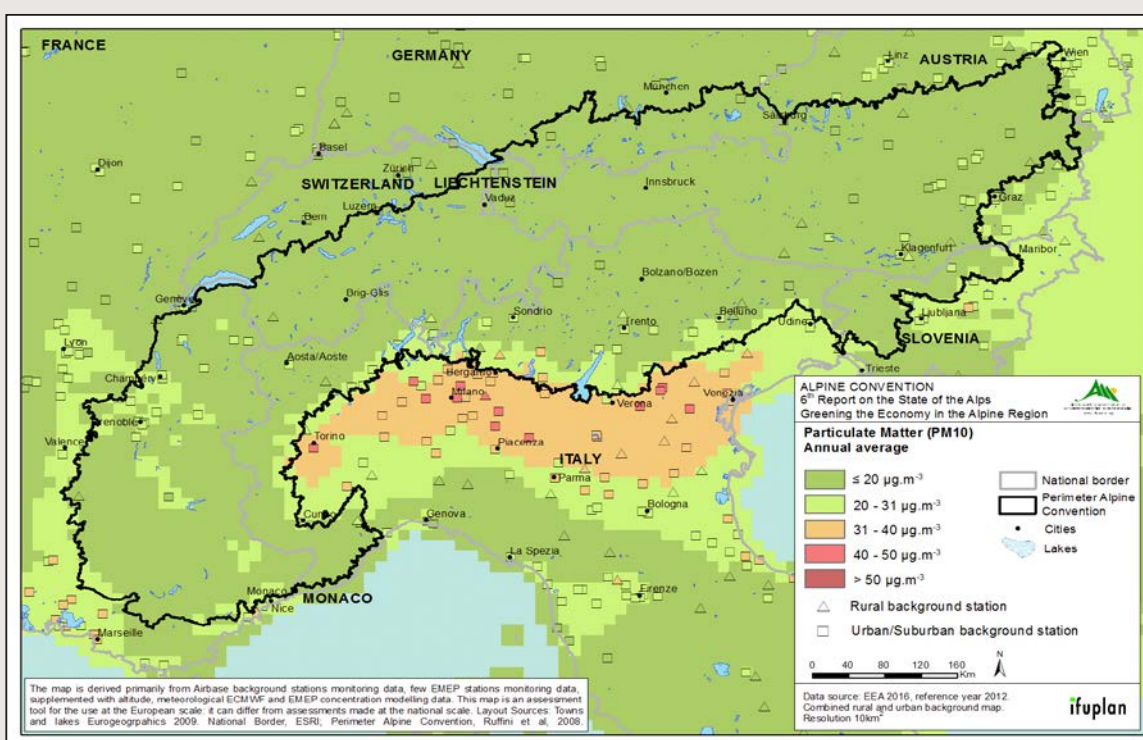 FRANCE
GERMANY
Linz
AUSTRIA
Wien
München
Salzburg
Dijon
Basel
Zürich
SWITZERLAND
LIECHTENSTEIN
Innsbruck
Luzern
Vaduz
Bern
Graz
Klagenfurt
Maribor
Bolzano/Bozen
Genève
Brig-Glis
Sondrio
Trento
Belluno
Udine
Ljubljana
SLOVENIA
Lyon
Aosta/Aoste
Trieste
Chambéry
Bergamo
Milano
Verona
Venezia
Grenoble
Valence
Torino
Piacenza
ITALY
Parma
Cuneo
Genova
Bologna
La Spezia
Firenze
Monaco
MONACO
Nice
Marseille
ALPINE CONVENTION
6th Report on the State of the Alps
Greening the Economy in the Alpine Region
Particulate Matter (PM10)
Annual average
≤ 20 µg.m-3
20 - 31 µg.m-3
31 - 40 µg.m-3
40 - 50 µg.m-3
> 50 µg.m-3
National border
Perimeter Alpine
Convention
Cities
Lakes
Rural background station
Urban/Suburban background station
0 40 80 120 160
Km
N
Data source: EEA 2016, reference year 2012.
Combined rural and urban background map.
Resolution 10km2
ifuplan
The map is derived primarily from Airbase background stations monitoring data, few EMEP stations monitoring data,
supplemented with altitude, meteorological ECMWF and EMEP concentration modelling data. This map is an assessment
tool for the use at the European scale: it can differ from assessments made at the national scale. Layout Sources: Towns
and lakes Eurogeogrpahics 2009. National Border, ESRI; Perimeter Alpine Convention, Ruffini et al, 2008.